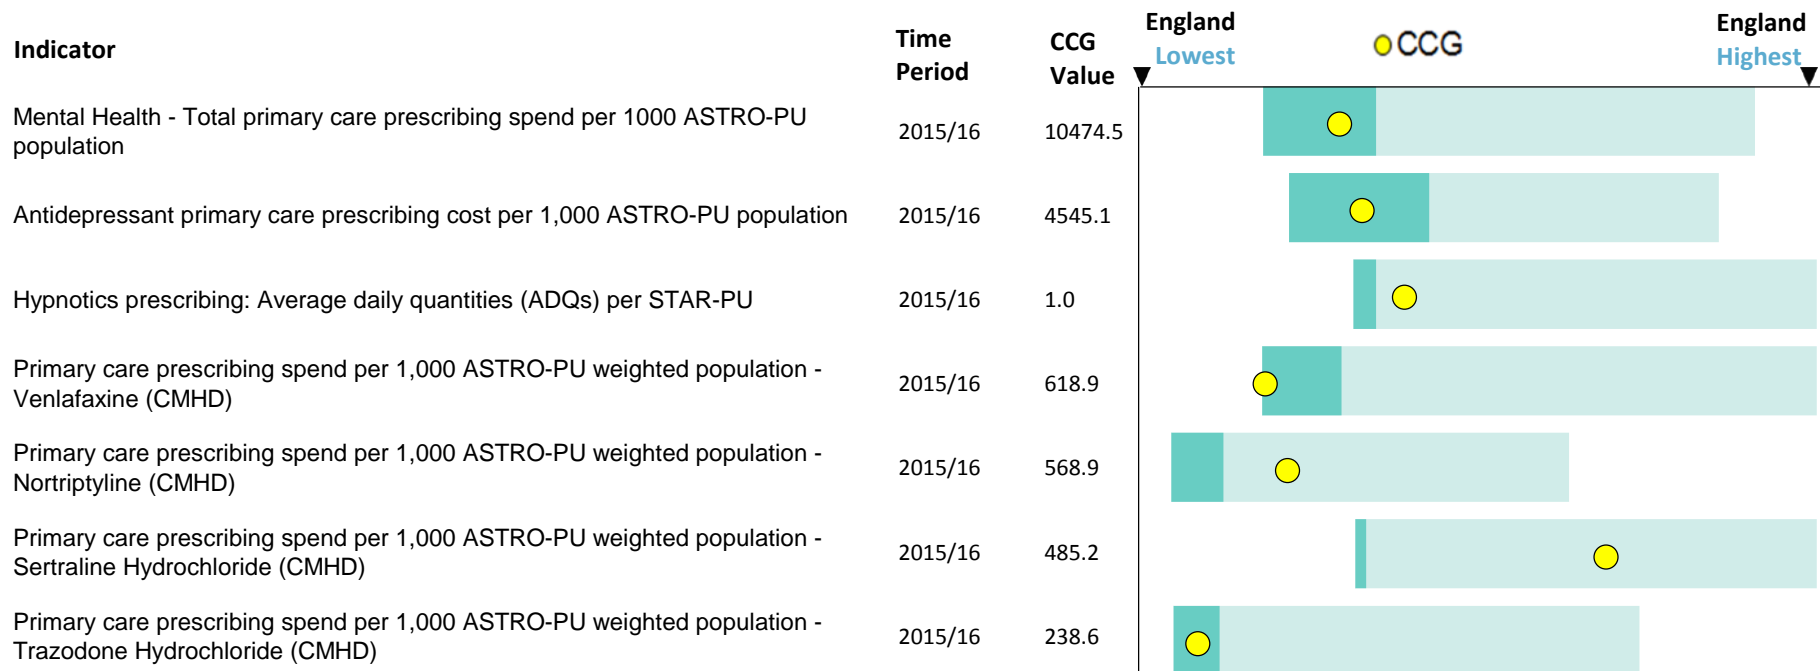 Indicator
Time
Period
CCG
Value
England
Lowest
CCG
England
Highest
Mental Health - Total primary care prescribing spend per 1000 ASTRO-PU
population
2015/16
10474.5
Antidepressant primary care prescribing cost per 1,000 ASTRO-PU population
2015/16
4545.1
Hypnotics prescribing: Average daily quantities (ADQs) per STAR-PU
2015/16
1.0
Primary care prescribing spend per 1,000 ASTRO-PU weighted population -
Venlafaxine (CMHD)
2015/16
618.9
Primary care prescribing spend per 1,000 ASTRO-PU weighted population -
Nortriptyline (CMHD)
2015/16
568.9
Primary care prescribing spend per 1,000 ASTRO-PU weighted population -
Sertraline Hydrochloride (CMHD)
2015/16
485.2
Primary care prescribing spend per 1,000 ASTRO-PU weighted population -
Trazodone Hydrochloride (CMHD)
2015/16
238.6